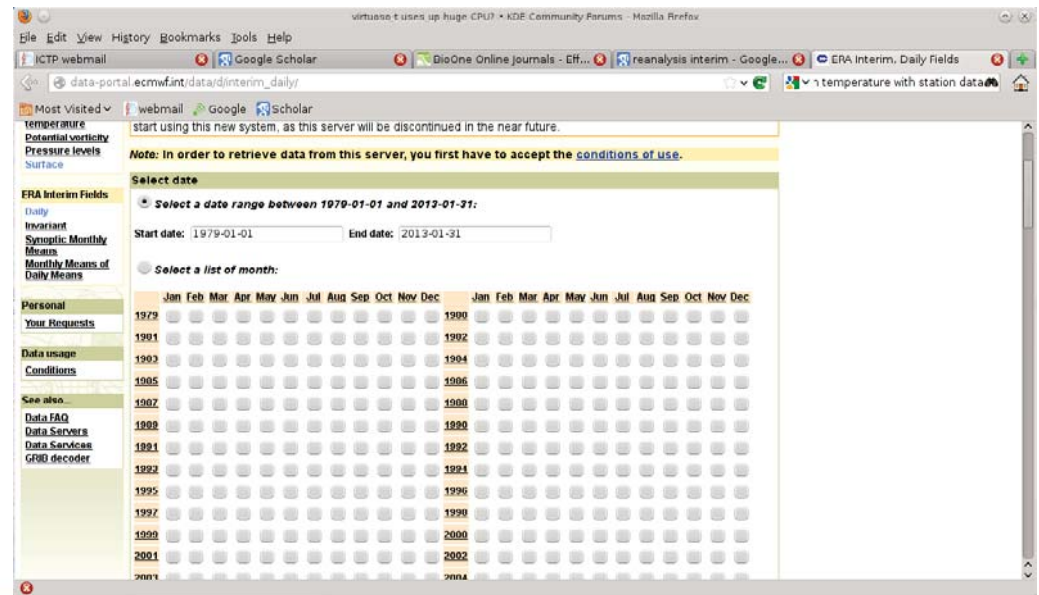 virtuoso-t uses up huge CPU? • KDE Community Forums - Mozilla Firefox
File Edit View History Bookmarks Tools Help
ICTP webmail
Google Scholar
BioOne Online Journals - Eff...
reanalysis interim - Google...
ERA Interim, Daily Fields
data-portal.ecmwf.int/data/d/interim_daily/
n temperature with station data
Most Visited
webmail
Google
Scholar
temperature
Potential vorticity
Pressure levels
Surface
ERA Interim Fields
Daily
Invariant
Synoptic Monthly
Means
Monthly Means of
Daily Means
Personal
Your Requests
Data usage
Conditions
See also...
Data FAQ
Data Servers
Data Services
GRIB decoder
start using this new system, as this server will be discontinued in the near future.
Note: In order to retrieve data from this server, you first have to accept the conditions of use.
Select date
Select a date range between 1979-01-01 and 2013-01-31:
Start date: 1979-01-01 End date: 2013-01-31
Select a list of month:
Jan Feb Mar Apr May Jun Jul Aug Sep Oct Nov Dec Jan Feb Mar Apr May Jun Jul Aug Sep Oct Nov Dec
1979 1980
1981 1982
1983 1984
1985 1986
1987 1988
1989 1990
1991 1992
1993 1994
1995 1996
1997 1998
1999 2000
2001 2002
2003 2004